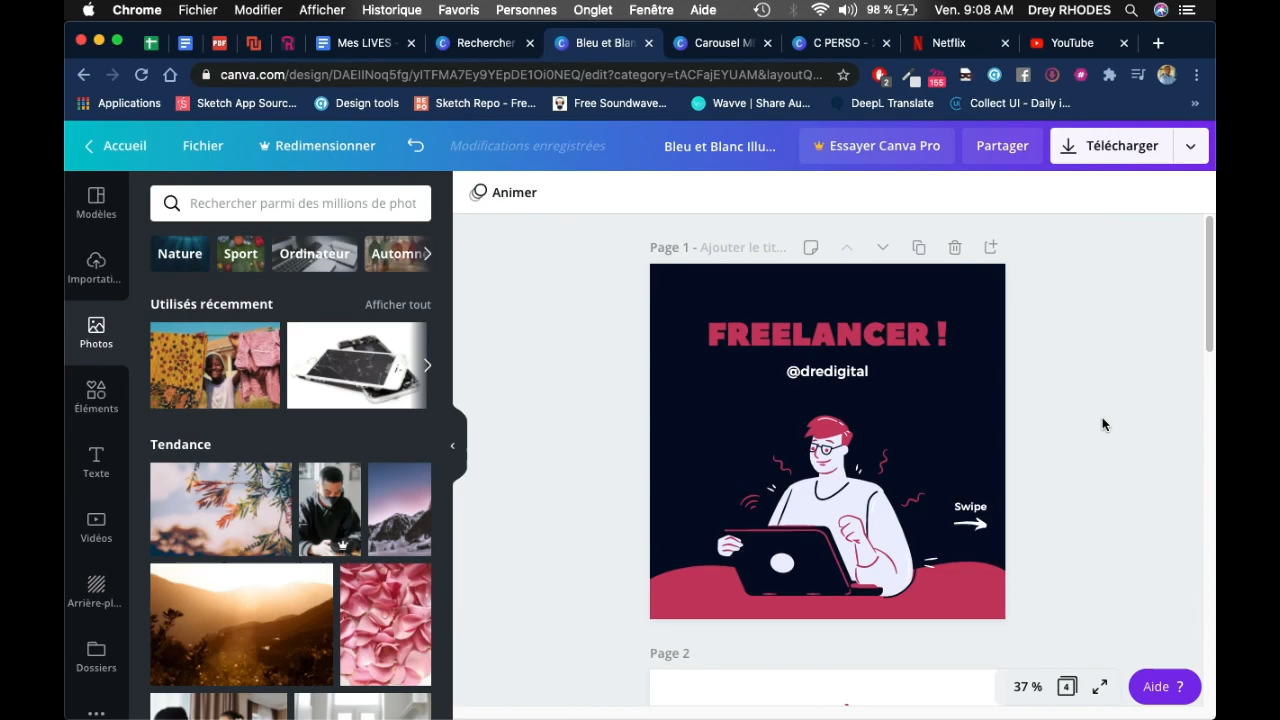 Chrome Fichier Modifier Afficher Historique Favoris Personnes Onglet Fenêtre Aide 98 % Ven. 9:08 AM Drey RHODES
PDF Mes LIVES - Rechercher Bleu et Blan Carousel M C PERSO - Netflix YouTube
canva.com/design/DAEIINoq5fg/yITFMA7Ey9YEpDE1Oi0NEQ/edit?category=tACFajEYUAM&layoutQ... 2 155
Applications Sketch App Sourc... Design tools Sketch Repo - Fre... Free Soundwave... Wavve | Share Au... DeepL Translate Collect UI - Daily i... »
Accueil Fichier Redimensionner Modifications enregistrées Bleu et Blanc Illu... Essayer Canva Pro Partager Télécharger
Modèles
Importati...
Photos
Éléments
Texte
Vidéos
Arrière-pl...
Dossiers
Rechercher parmi des millions de phot
Nature Sport Ordinateur Automn
Utilisés récemment Afficher tout
Tendance
Animer
Page 1 - Ajouter le tit...
FREELANCER !
@dredigital
Swipe
Page 2
37 % 4 Aide ?